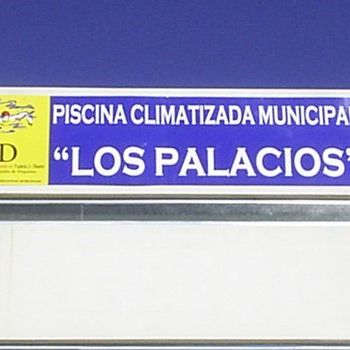 PISCINA CLIMATIZADA MUNICIPA
"LOS PALACIOS"
D